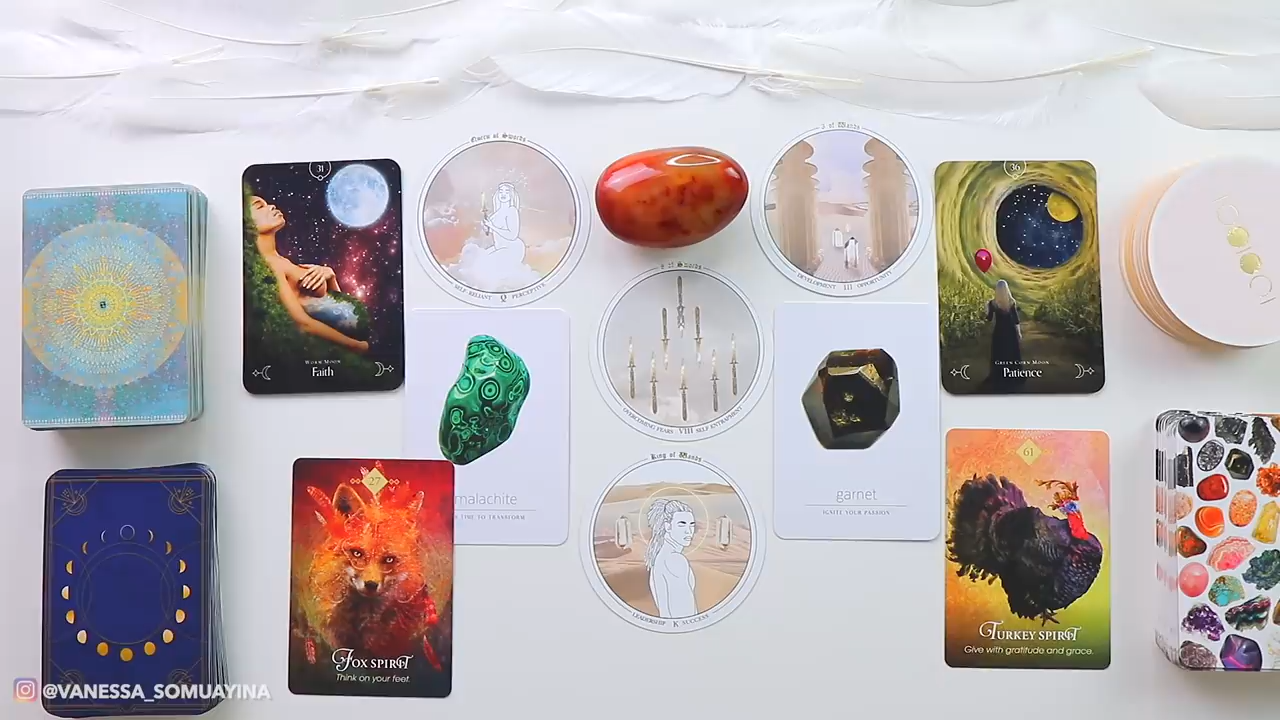 Queen of Swords
SELF-RELIANT Q PERCEPTIVE
3 of Wands
DEVELOPMENT III OPPORTUNITY
31
WORM MOON
Faith
36
GREEN CORN MOON
Patience
8 of Swords
OVERCOMING FEARS VIII SELF ENTRAPMENT
malachite
TIME TO TRANSFORM
garnet
IGNITE YOUR PASSION
King of Wands
LEADERSHIP K SUCCESS
27
FOX SPIRIT
Think on your feet.
61
TURKEY SPIRIT
Give with gratitude and grace.
@VANESSA_SOMUAYINA